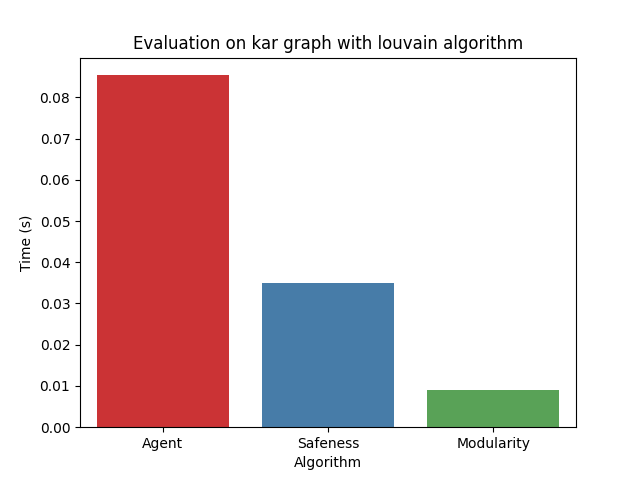 Evaluation on kar graph with louvain algorithm
0.08
0.07
0.06
0.05
0.04
0.03
0.02
0.01
0.00
Time (s)
Agent Safeness Modularity
Algorithm